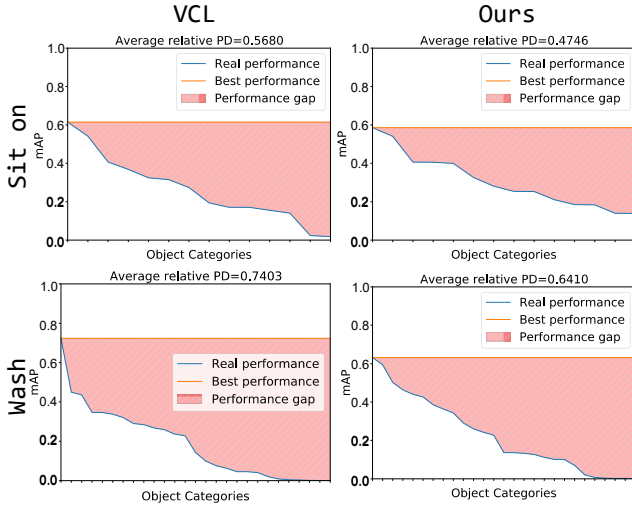 VCL
Ours
Sit on
Average relative PD=0.5680
1.0
0.8
0.6
0.4
0.2
0.0
mAP
Real performance
Best performance
Performance gap
Object Categories
Average relative PD=0.4746
1.0
0.8
0.6
0.4
0.2
0.0
mAP
Real performance
Best performance
Performance gap
Object Categories
Wash
Average relative PD=0.7403
1.0
0.8
0.6
0.4
0.2
0.0
mAP
Real performance
Best performance
Performance gap
Object Categories
Average relative PD=0.6410
1.0
0.8
0.6
0.4
0.2
0.0
mAP
Real performance
Best performance
Performance gap
Object Categories